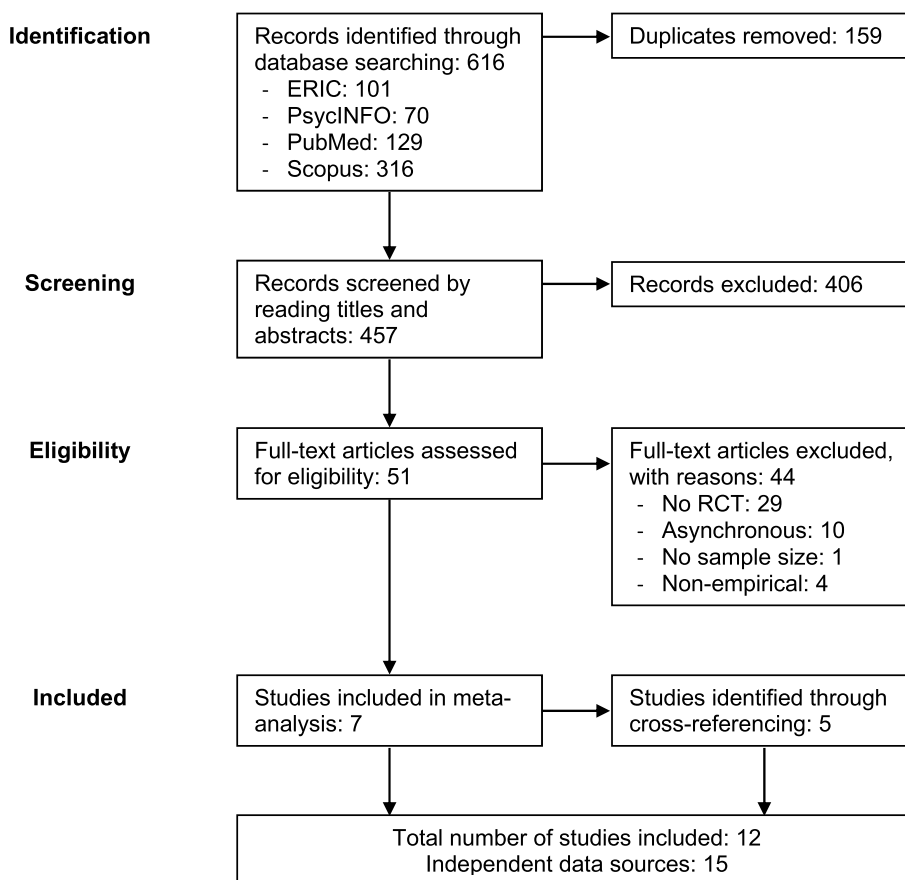 Identification
Records identified through
database searching: 616
- ERIC: 101
- PsycINFO: 70
- PubMed: 129
- Scopus: 316
Duplicates removed: 159
Screening
Records screened by
reading titles and
abstracts: 457
Records excluded: 406
Eligibility
Full-text articles assessed
for eligibility: 51
Full-text articles excluded,
with reasons: 44
- No RCT: 29
- Asynchronous: 10
- No sample size: 1
- Non-empirical: 4
Included
Studies included in meta-
analysis: 7
Studies identified through
cross-referencing: 5
Total number of studies included: 12
Independent data sources: 15